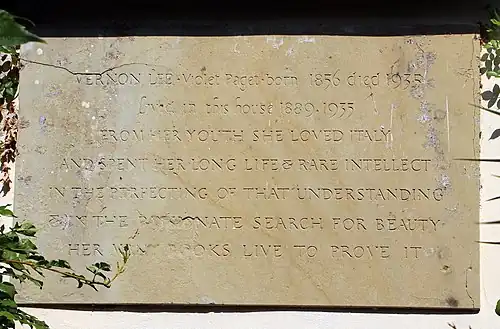 VERNON LEE · Violet Paget · born 1856 died 1935
lived in this house 1889·1935
FROM HER YOUTH SHE LOVED ITALY
AND SPENT HER LONG LIFE & RARE INTELLECT
IN THE PERFECTING OF THAT UNDERSTANDING
& IN THE PASSIONATE SEARCH FOR BEAUTY
HER MANY BOOKS LIVE TO PROVE IT